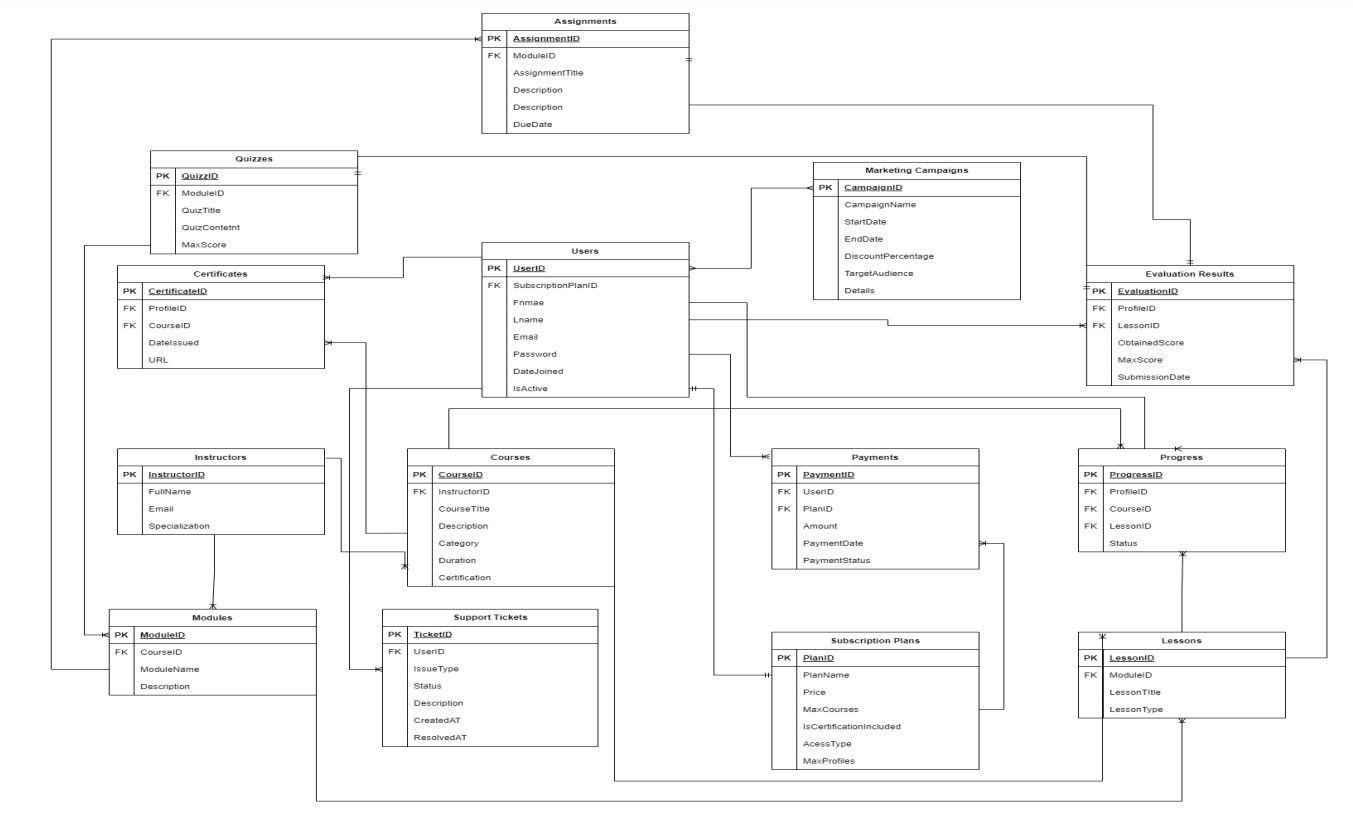 Assignments
PK AssignmentID
FK ModuleID
AssignmentTitle
Description
Description
DueDate
Quizzes
PK QuizzID
FK ModuleID
QuizTitle
QuizContetnt
MaxScore
Marketing Campaigns
PK CampaignID
CampaignName
StartDate
EndDate
DiscountPercentage
TargetAudience
Details
Users
PK UserID
FK SubscriptionPlanID
Fnmae
Lname
Email
Password
DateJoined
IsActive
Certificates
PK CertificateID
FK ProfileID
FK CourseID
DateIssued
URL
Evaluation Results
PK EvaluationID
FK ProfileID
FK LessonID
ObtainedScore
MaxScore
SubmissionDate
Instructors
PK InstructorID
FullName
Email
Specialization
Courses
PK CourseID
FK InstructorID
CourseTItle
Description
Category
Duration
Certification
Payments
PK PaymentID
FK UserID
FK PlanID
Amount
PaymentDate
PaymentStatus
Progress
PK ProgressID
FK ProfileID
FK CourseID
FK LessonID
Status
Modules
PK ModuleID
FK CourseID
ModuleName
Description
Support Tickets
PK TicketID
FK UserID
IssueType
Status
Description
CreatedAT
ResolvedAT
Subscription Plans
PK PlanID
PlanName
Price
MaxCourses
IsCertificationIncluded
AcessType
MaxProfiles
Lessons
PK LessonID
FK ModuleID
LessonTItle
LessonType